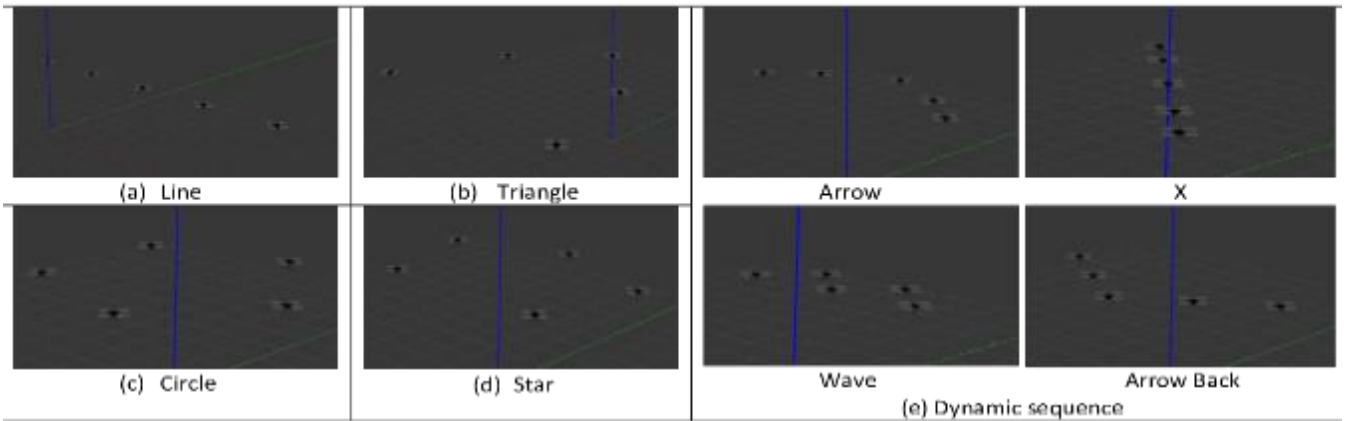 (a) Line
(b) Triangle
Arrow
X
(c) Circle
(d) Star
Wave
Arrow Back
(e) Dynamic sequence